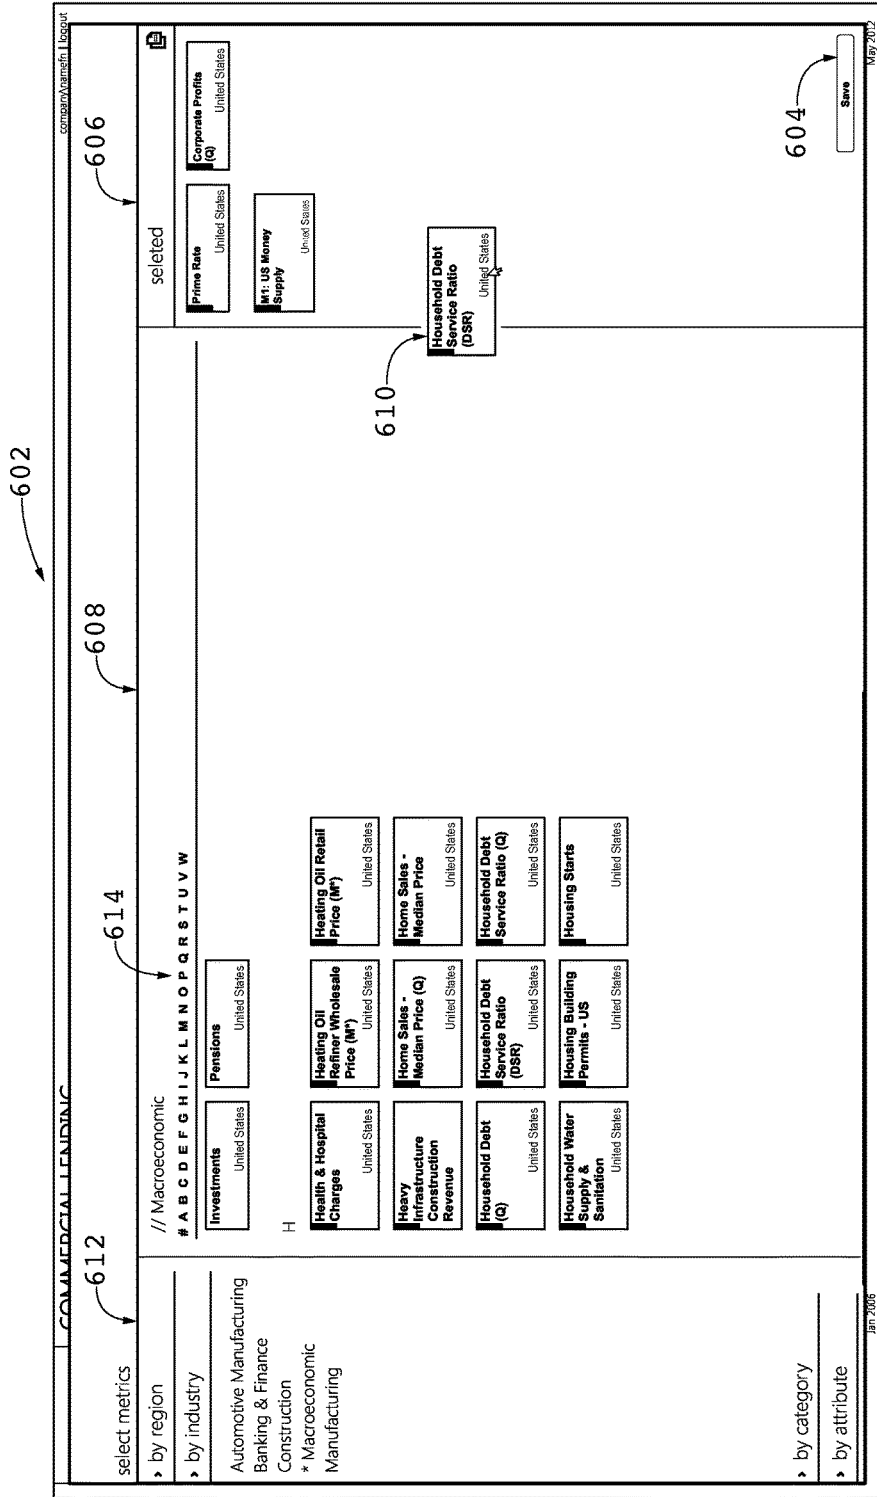 602
COMMERCIAL LENDING
company\namefn | logout
612
614
608
606
select metrics
› by region
› by industry
Automotive Manufacturing
Banking & Finance
Construction
* Macroeconomic
Manufacturing
› by category
› by attribute
// Macroeconomic
# A B C D E F G H I J K L M N O P Q R S T U V W
Investments
United States
Pensions
United States
H
Health & Hospital
Charges
United States
Heating Oil
Refiner Wholesale
Price (M*)
United States
Heating Oil Retail
Price (M*)
United States
Heavy
Infrastructure
Construction
Revenue
Home Sales -
Median Price (Q)
United States
Home Sales -
Median Price
United States
Household Debt
(Q)
United States
Household Debt
Service Ratio
(DSR)
United States
Household Debt
Service Ratio (Q)
United States
Household Water
Supply &
Sanitation
United States
Housing Building
Permits - US
United States
Housing Starts
United States
seleted
Prime Rate
United States
Corporate Profits
(Q)
United States
M1: US Money
Supply
United States
610
Household Debt
Service Ratio
(DSR)
United States
604
Save
Jan 2006
May 2012